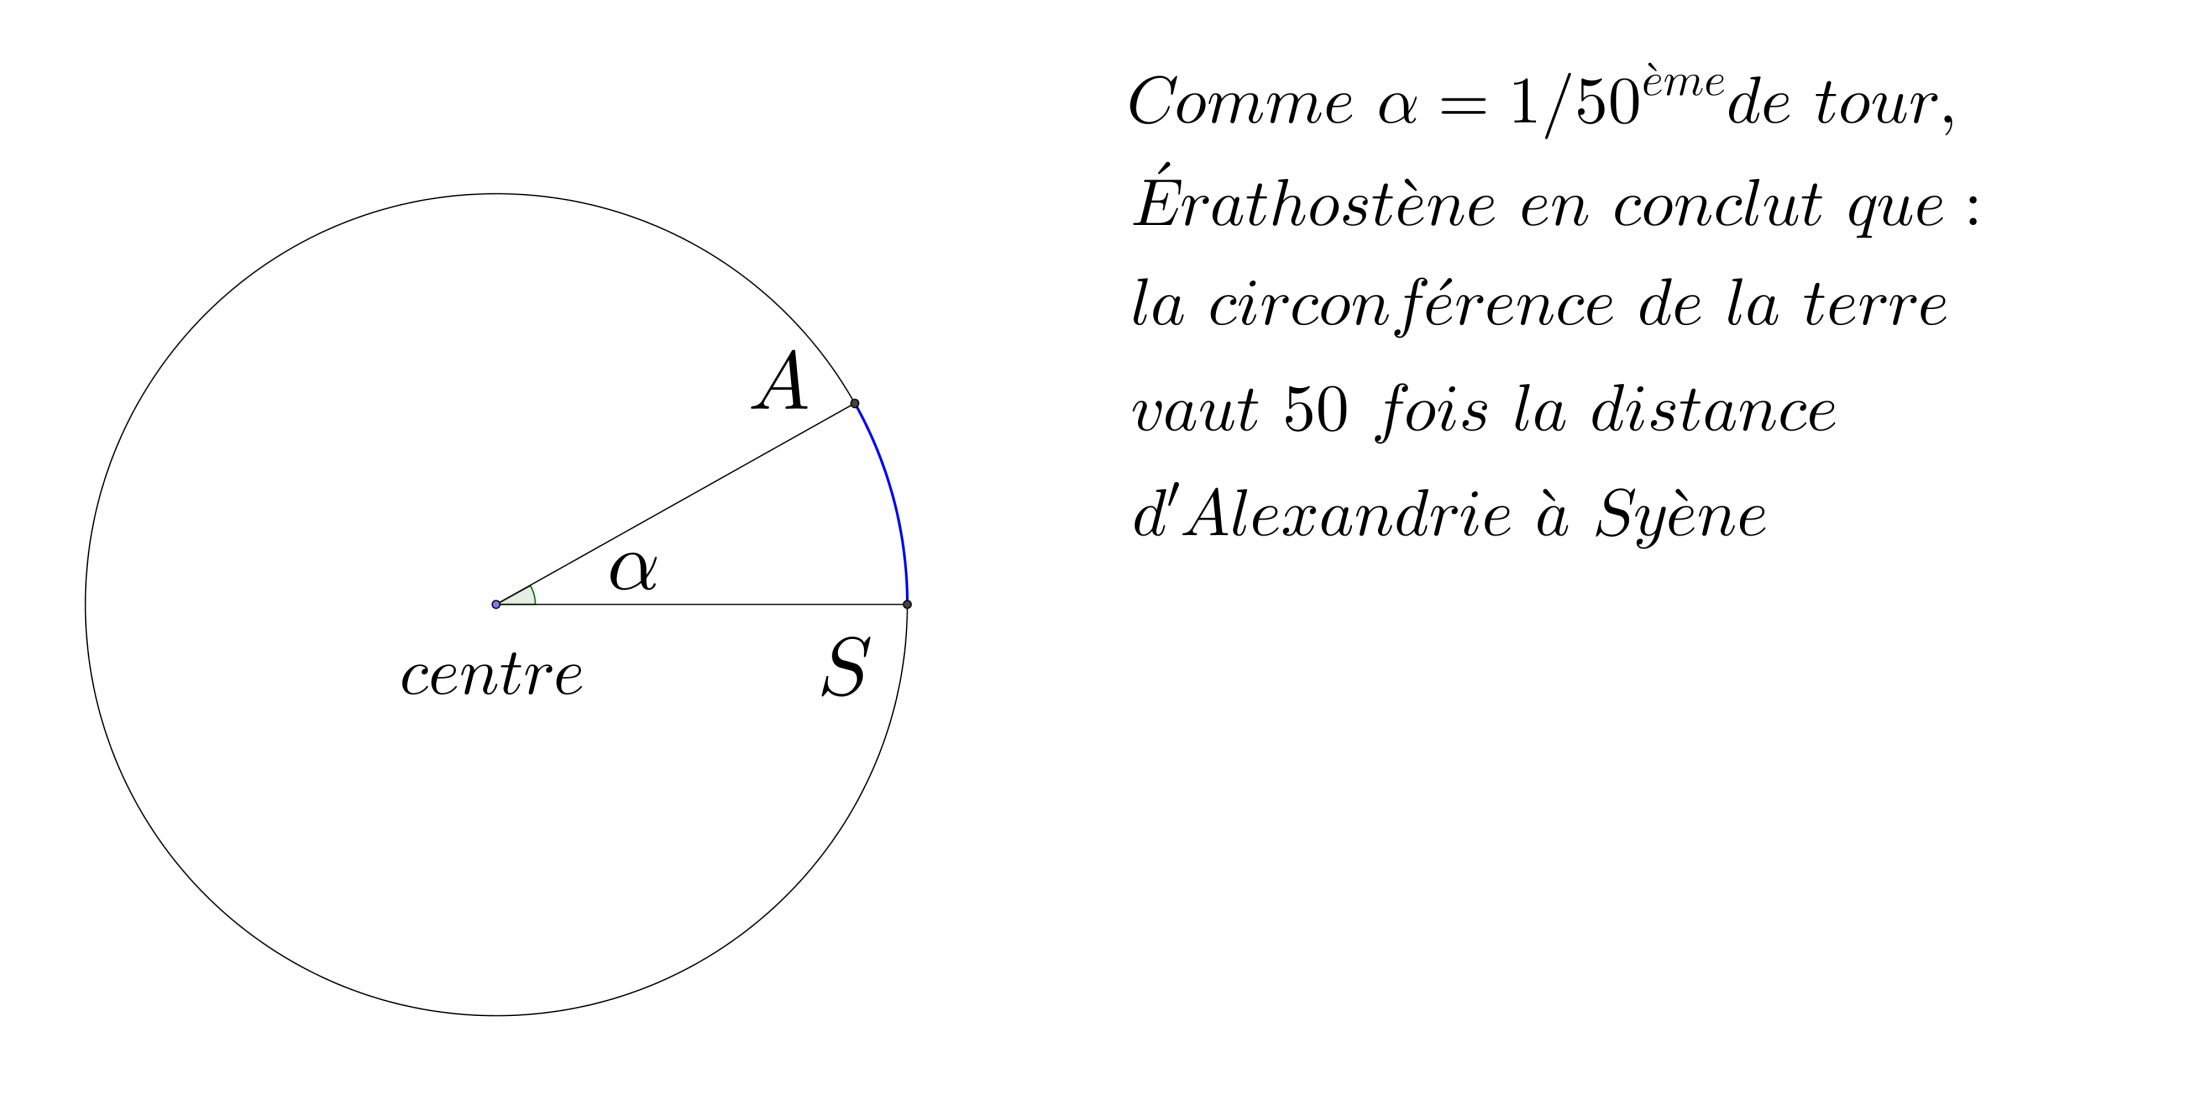 Comme α = 1/50ème de tour,
Érathostène en conclut que :
la circonférence de la terre
vaut 50 fois la distance
d'Alexandrie à Syène
A
α
centre
S